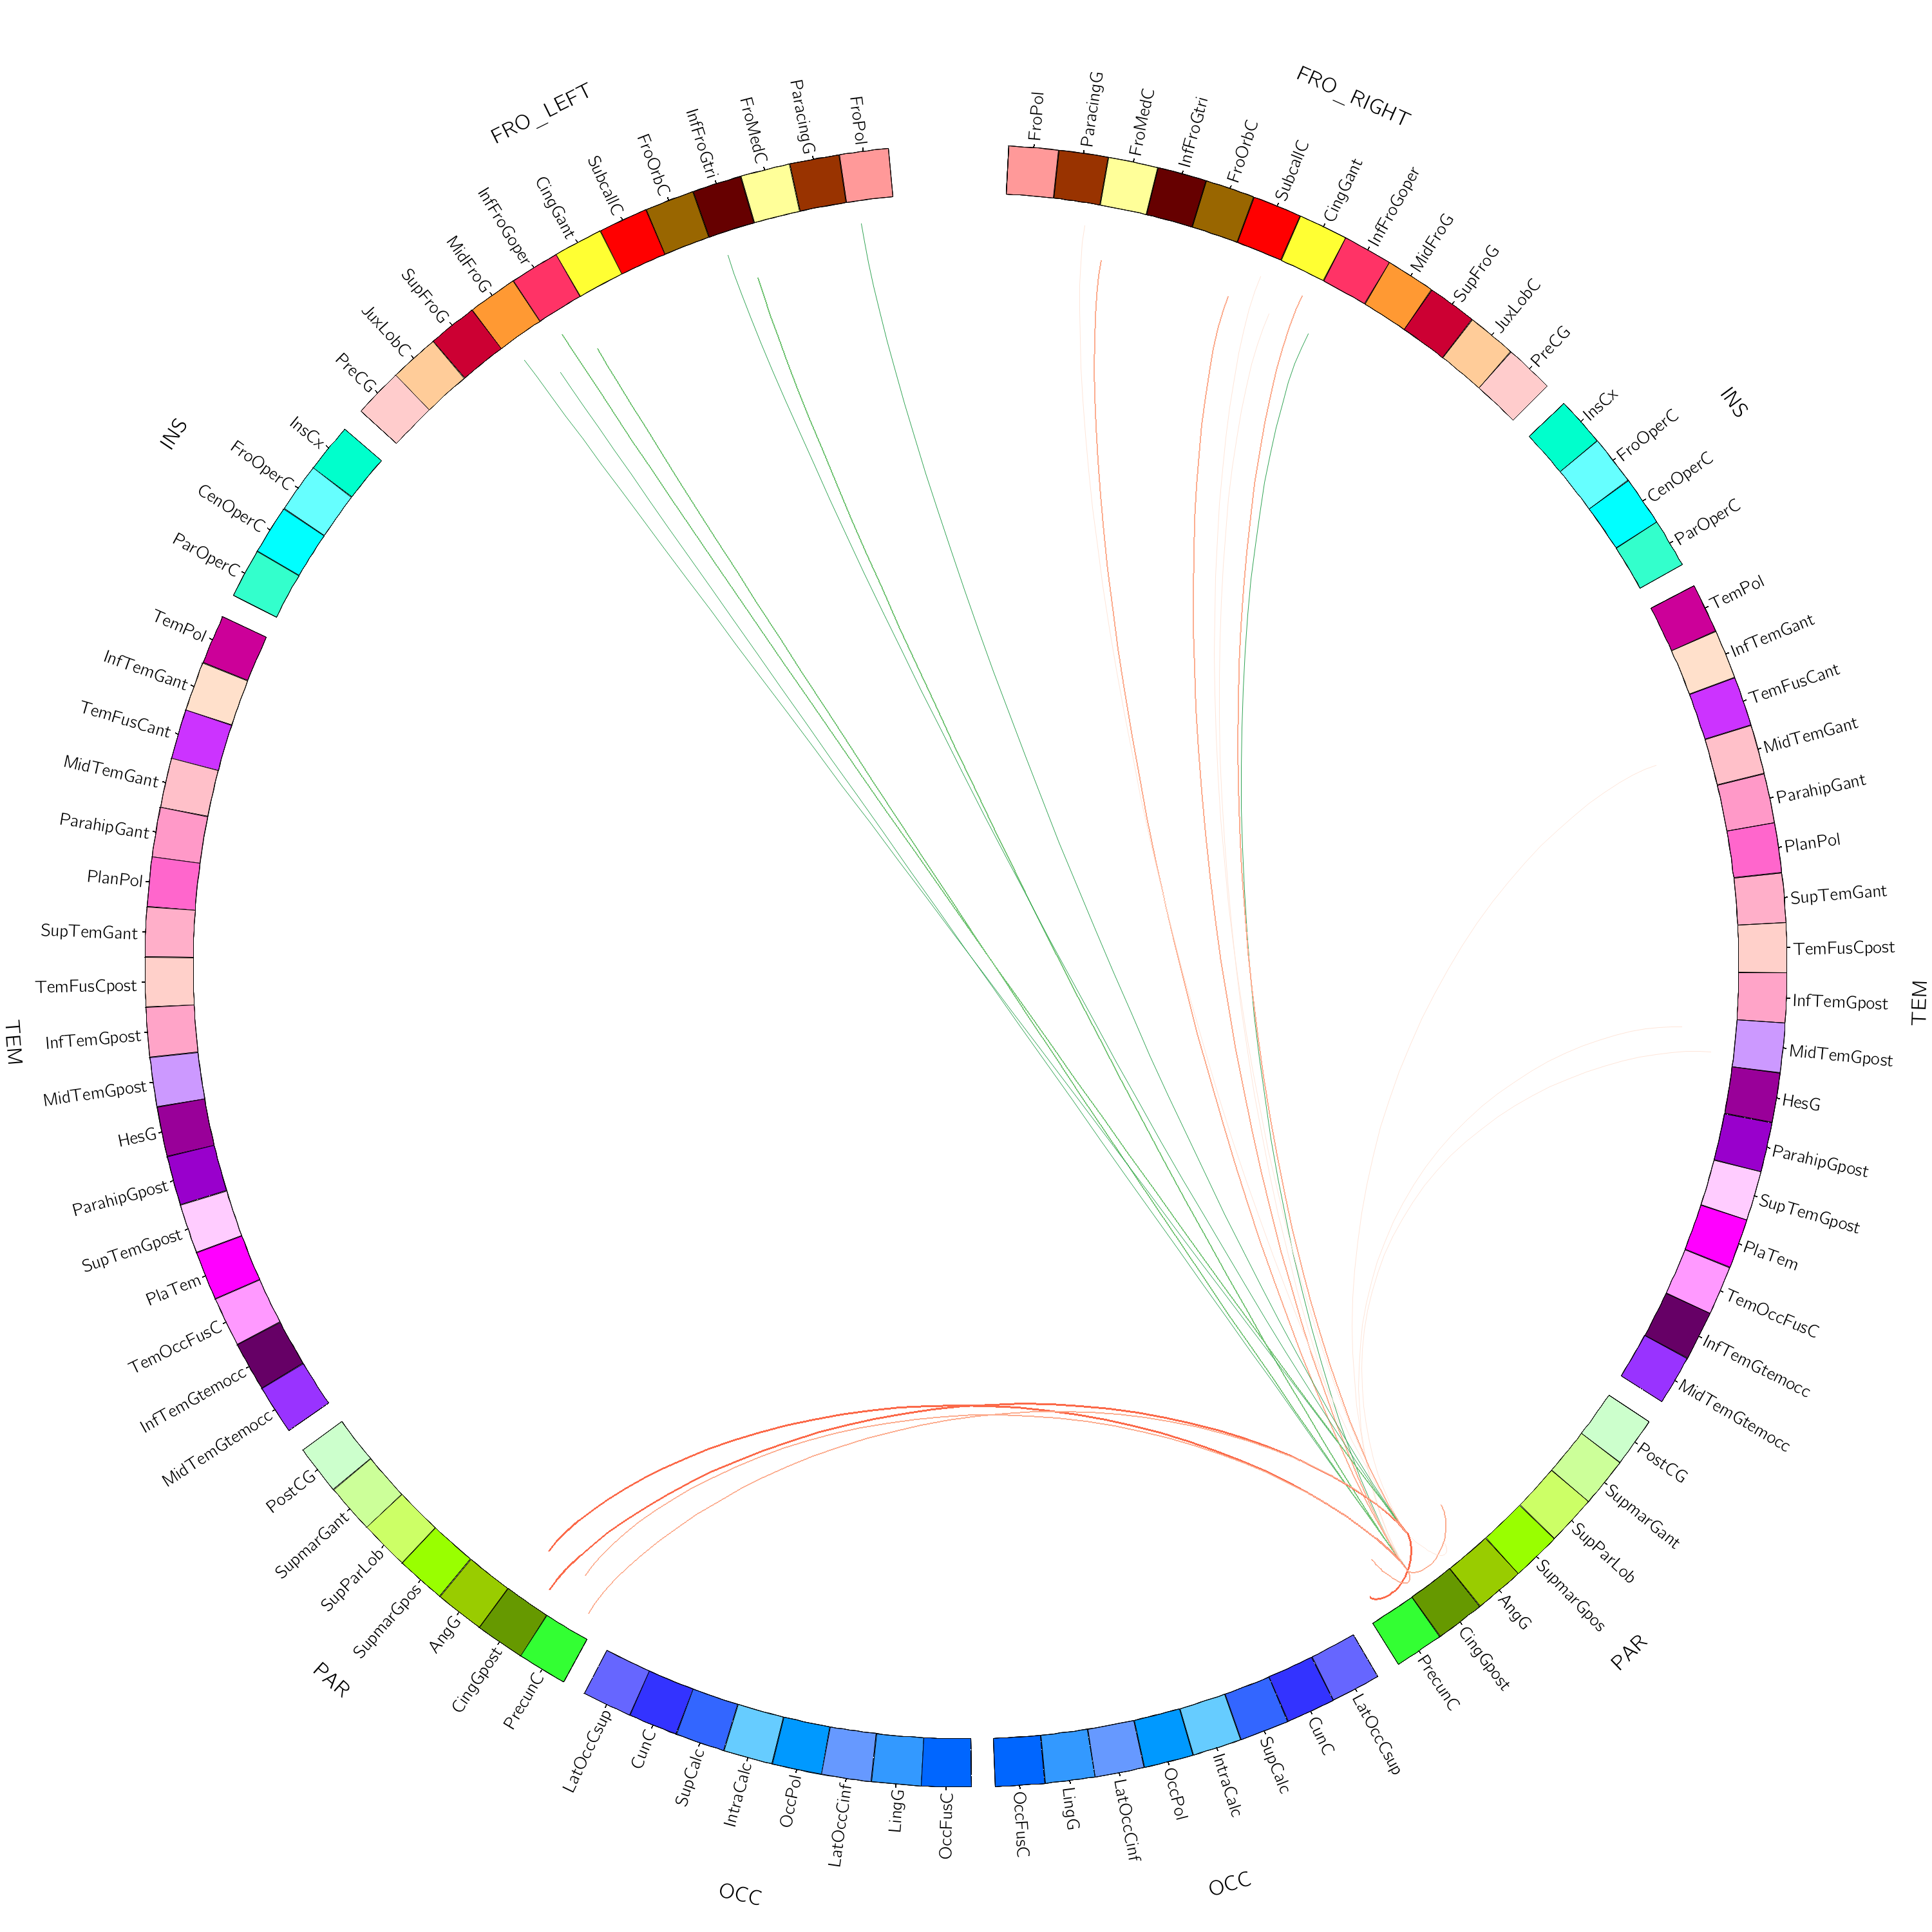 FRO_LEFT
FroPol
ParacingG
FroMedC
InfFroGtri
FroOrbC
SubcallC
CingGant
InfFroGoper
MidFroG
SupFroG
JuxLobC
PreCG
INS
InsCx
FroOperC
CenOperC
ParOperC
TEM
TemPol
InfTemGant
TemFusCant
MidTemGant
ParahipGant
PlanPol
SupTemGant
TemFusCpost
InfTemGpost
MidTemGpost
HesG
ParahipGpost
SupTemGpost
PlaTem
TemOccFusC
InfTemGtemocc
MidTemGtemocc
PAR
PostCG
SupmarGant
SupParLob
SupmarGpos
AngG
CingGpost
PrecunC
OCC
LatOccCsup
CunC
SupCalc
IntraCalc
OccPol
LatOccCinf
LingG
OccFusC
FRO_RIGHT
FroPol
ParacingG
FroMedC
InfFroGtri
FroOrbC
SubcallC
CingGant
InfFroGoper
MidFroG
SupFroG
JuxLobC
PreCG
INS
InsCx
FroOperC
CenOperC
ParOperC
TEM
TemPol
InfTemGant
TemFusCant
MidTemGant
ParahipGant
PlanPol
SupTemGant
TemFusCpost
InfTemGpost
MidTemGpost
HesG
ParahipGpost
SupTemGpost
PlaTem
TemOccFusC
InfTemGtemocc
MidTemGtemocc
PAR
PostCG
SupmarGant
SupParLob
SupmarGpos
AngG
CingGpost
PrecunC
OCC
LatOccCsup
CunC
SupCalc
IntraCalc
OccPol
LatOccCinf
LingG
OccFusC